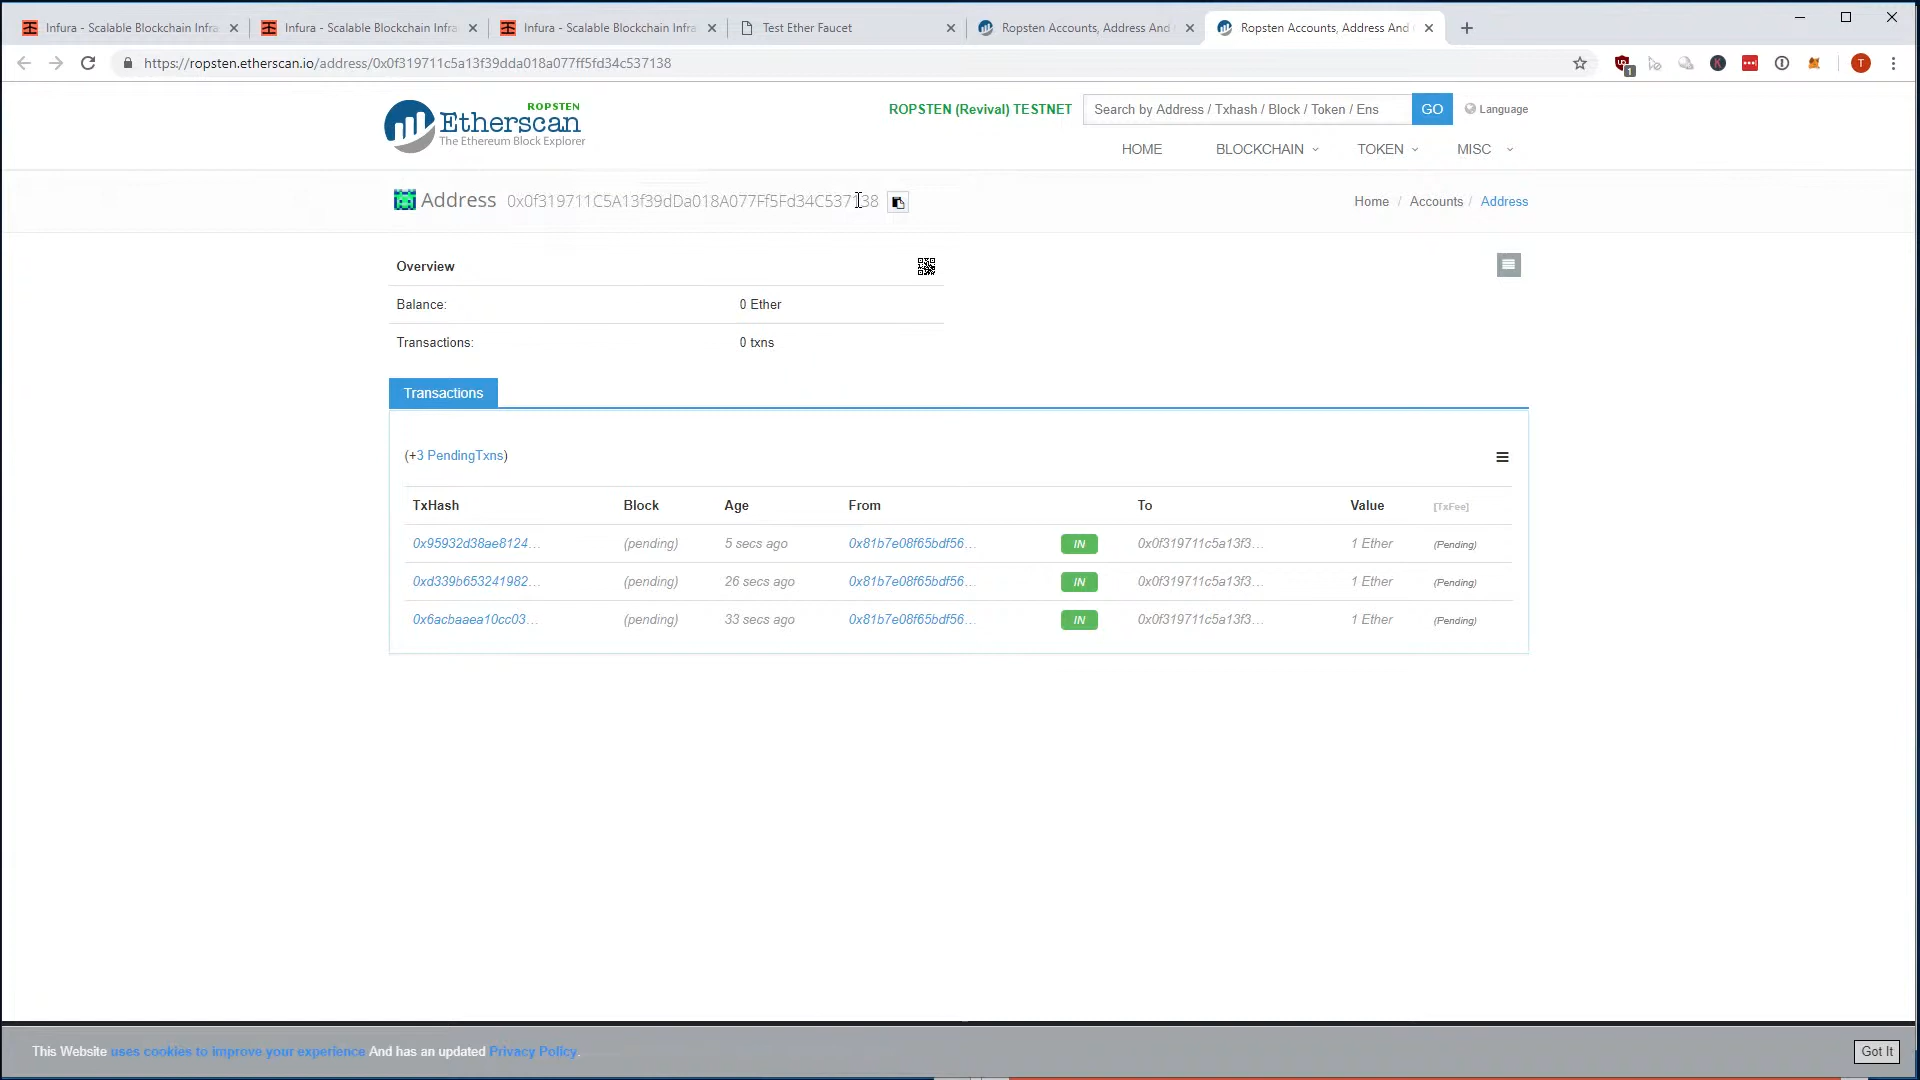 Infura - Scalable Blockchain Infra
Infura - Scalable Blockchain Infra
Infura - Scalable Blockchain Infra
Test Ether Faucet
Ropsten Accounts, Address And
Ropsten Accounts, Address And
https://ropsten.etherscan.io/address/0x0f319711c5a13f39dda018a077ff5fd34c537138
1
T
ROPSTEN
Etherscan
The Ethereum Block Explorer
ROPSTEN (Revival) TESTNET
Search by Address / Txhash / Block / Token / Ens
GO
Language
HOME
BLOCKCHAIN
TOKEN
MISC
Address 0x0f319711C5A13f39dDa018A077Ff5Fd34C537138
Home / Accounts / Address
Overview
Balance: 0 Ether
Transactions: 0 txns
Transactions
(+3 PendingTxns)
TxHash Block Age From To Value [TxFee]
0x95932d38ae8124... (pending) 5 secs ago 0x81b7e08f65bdf56... IN 0x0f319711c5a13f3... 1 Ether (Pending)
0xd339b653241982... (pending) 26 secs ago 0x81b7e08f65bdf56... IN 0x0f319711c5a13f3... 1 Ether (Pending)
0x6acbaaea10cc03... (pending) 33 secs ago 0x81b7e08f65bdf56... IN 0x0f319711c5a13f3... 1 Ether (Pending)
This Website uses cookies to improve your experience And has an updated Privacy Policy.
Got It